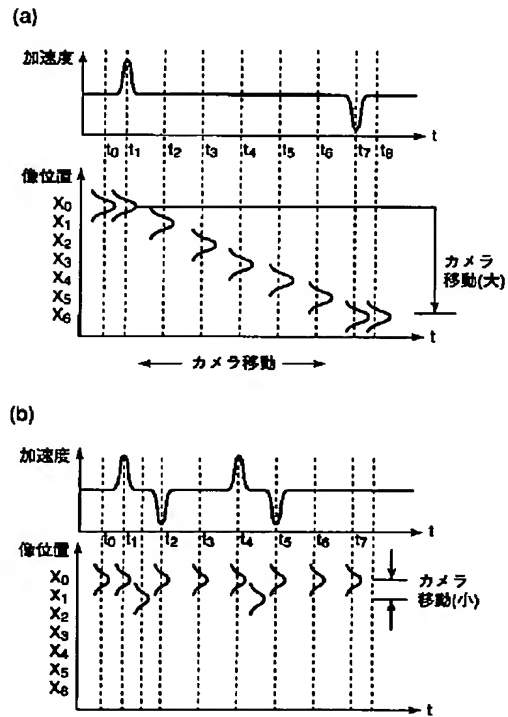 (a)
加速度
t
t₀ t₁ t₂ t₃ t₄ t₅ t₆ t₇ t₈
像位置
X₀
X₁
X₂
X₃
X₄
X₅
X₆
カメラ
移動(大)
t
カメラ移動
(b)
加速度
t
t₀ t₁ t₂ t₃ t₄ t₅ t₆ t₇
像位置
X₀
X₁
X₂
X₃
X₄
X₅
X₆
カメラ
移動(小)
t